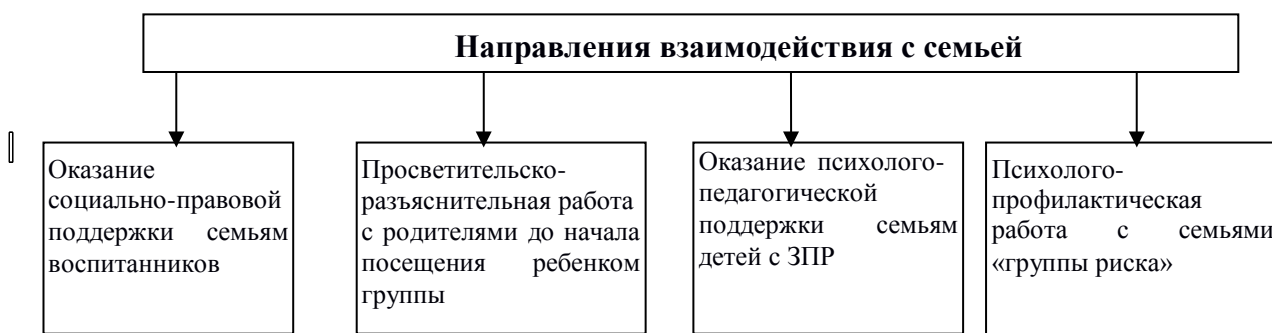 Направления взаимодействия с семьей
Оказание
социально-правовой
поддержки семьям
воспитанников
Просветительско-
разъяснительная работа
с родителями до начала
посещения ребенком
группы
Оказание психолого-
педагогической
поддержки семьям
детей с ЗПР
Психолого-
профилактическая
работа с семьями
«группы риска»